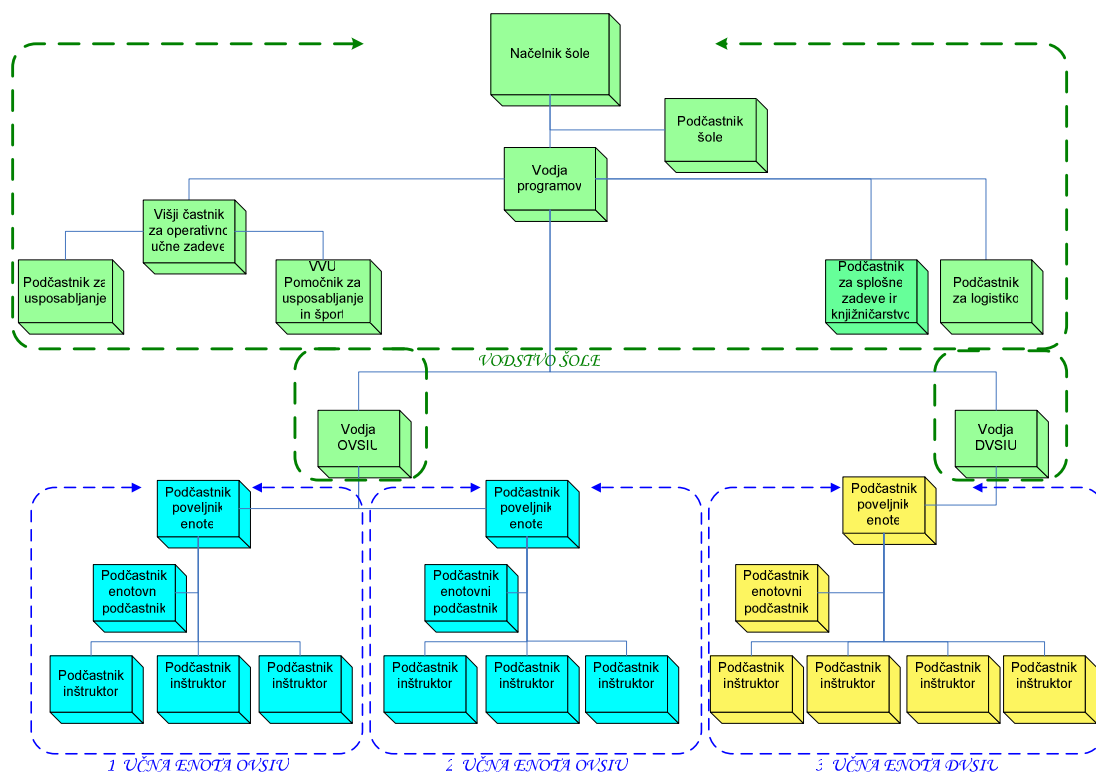 Načelnik šole
Podčastnik
šole
Vodja
programov
Višji častnik
za operativno
učne zadeve
Podčastnik za
usposabljanje
VVU
Pomočnik za
usposabljanje
in šport
Podčastnik
za splošne
zadeve ir
knjižničarstvo
Podčastnik
za logistiko
VODSTVO ŠOLE
Vodja
OVSIU
Vodja
DVSIU
Podčastnik
poveljnik
enote
Podčastnik
poveljnik
enote
Podčastnik
poveljnik
enote
Podčastnik
enotovn
podčastnik
Podčastnik
enotovni
podčastnik
Podčastnik
enotovni
podčastnik
Podčastnik
inštruktor
Podčastnik
inštruktor
Podčastnik
inštruktor
Podčastnik
inštruktor
Podčastnik
inštruktor
Podčastnik
inštruktor
Podčastnik
inštruktor
Podčastnik
inštruktor
Podčastnik
inštruktor
Podčastnik
inštruktor
1 UČNA ENOTA OVSIU
2 UČNA ENOTA OVSIU
3 UČNA ENOTA DVSIU